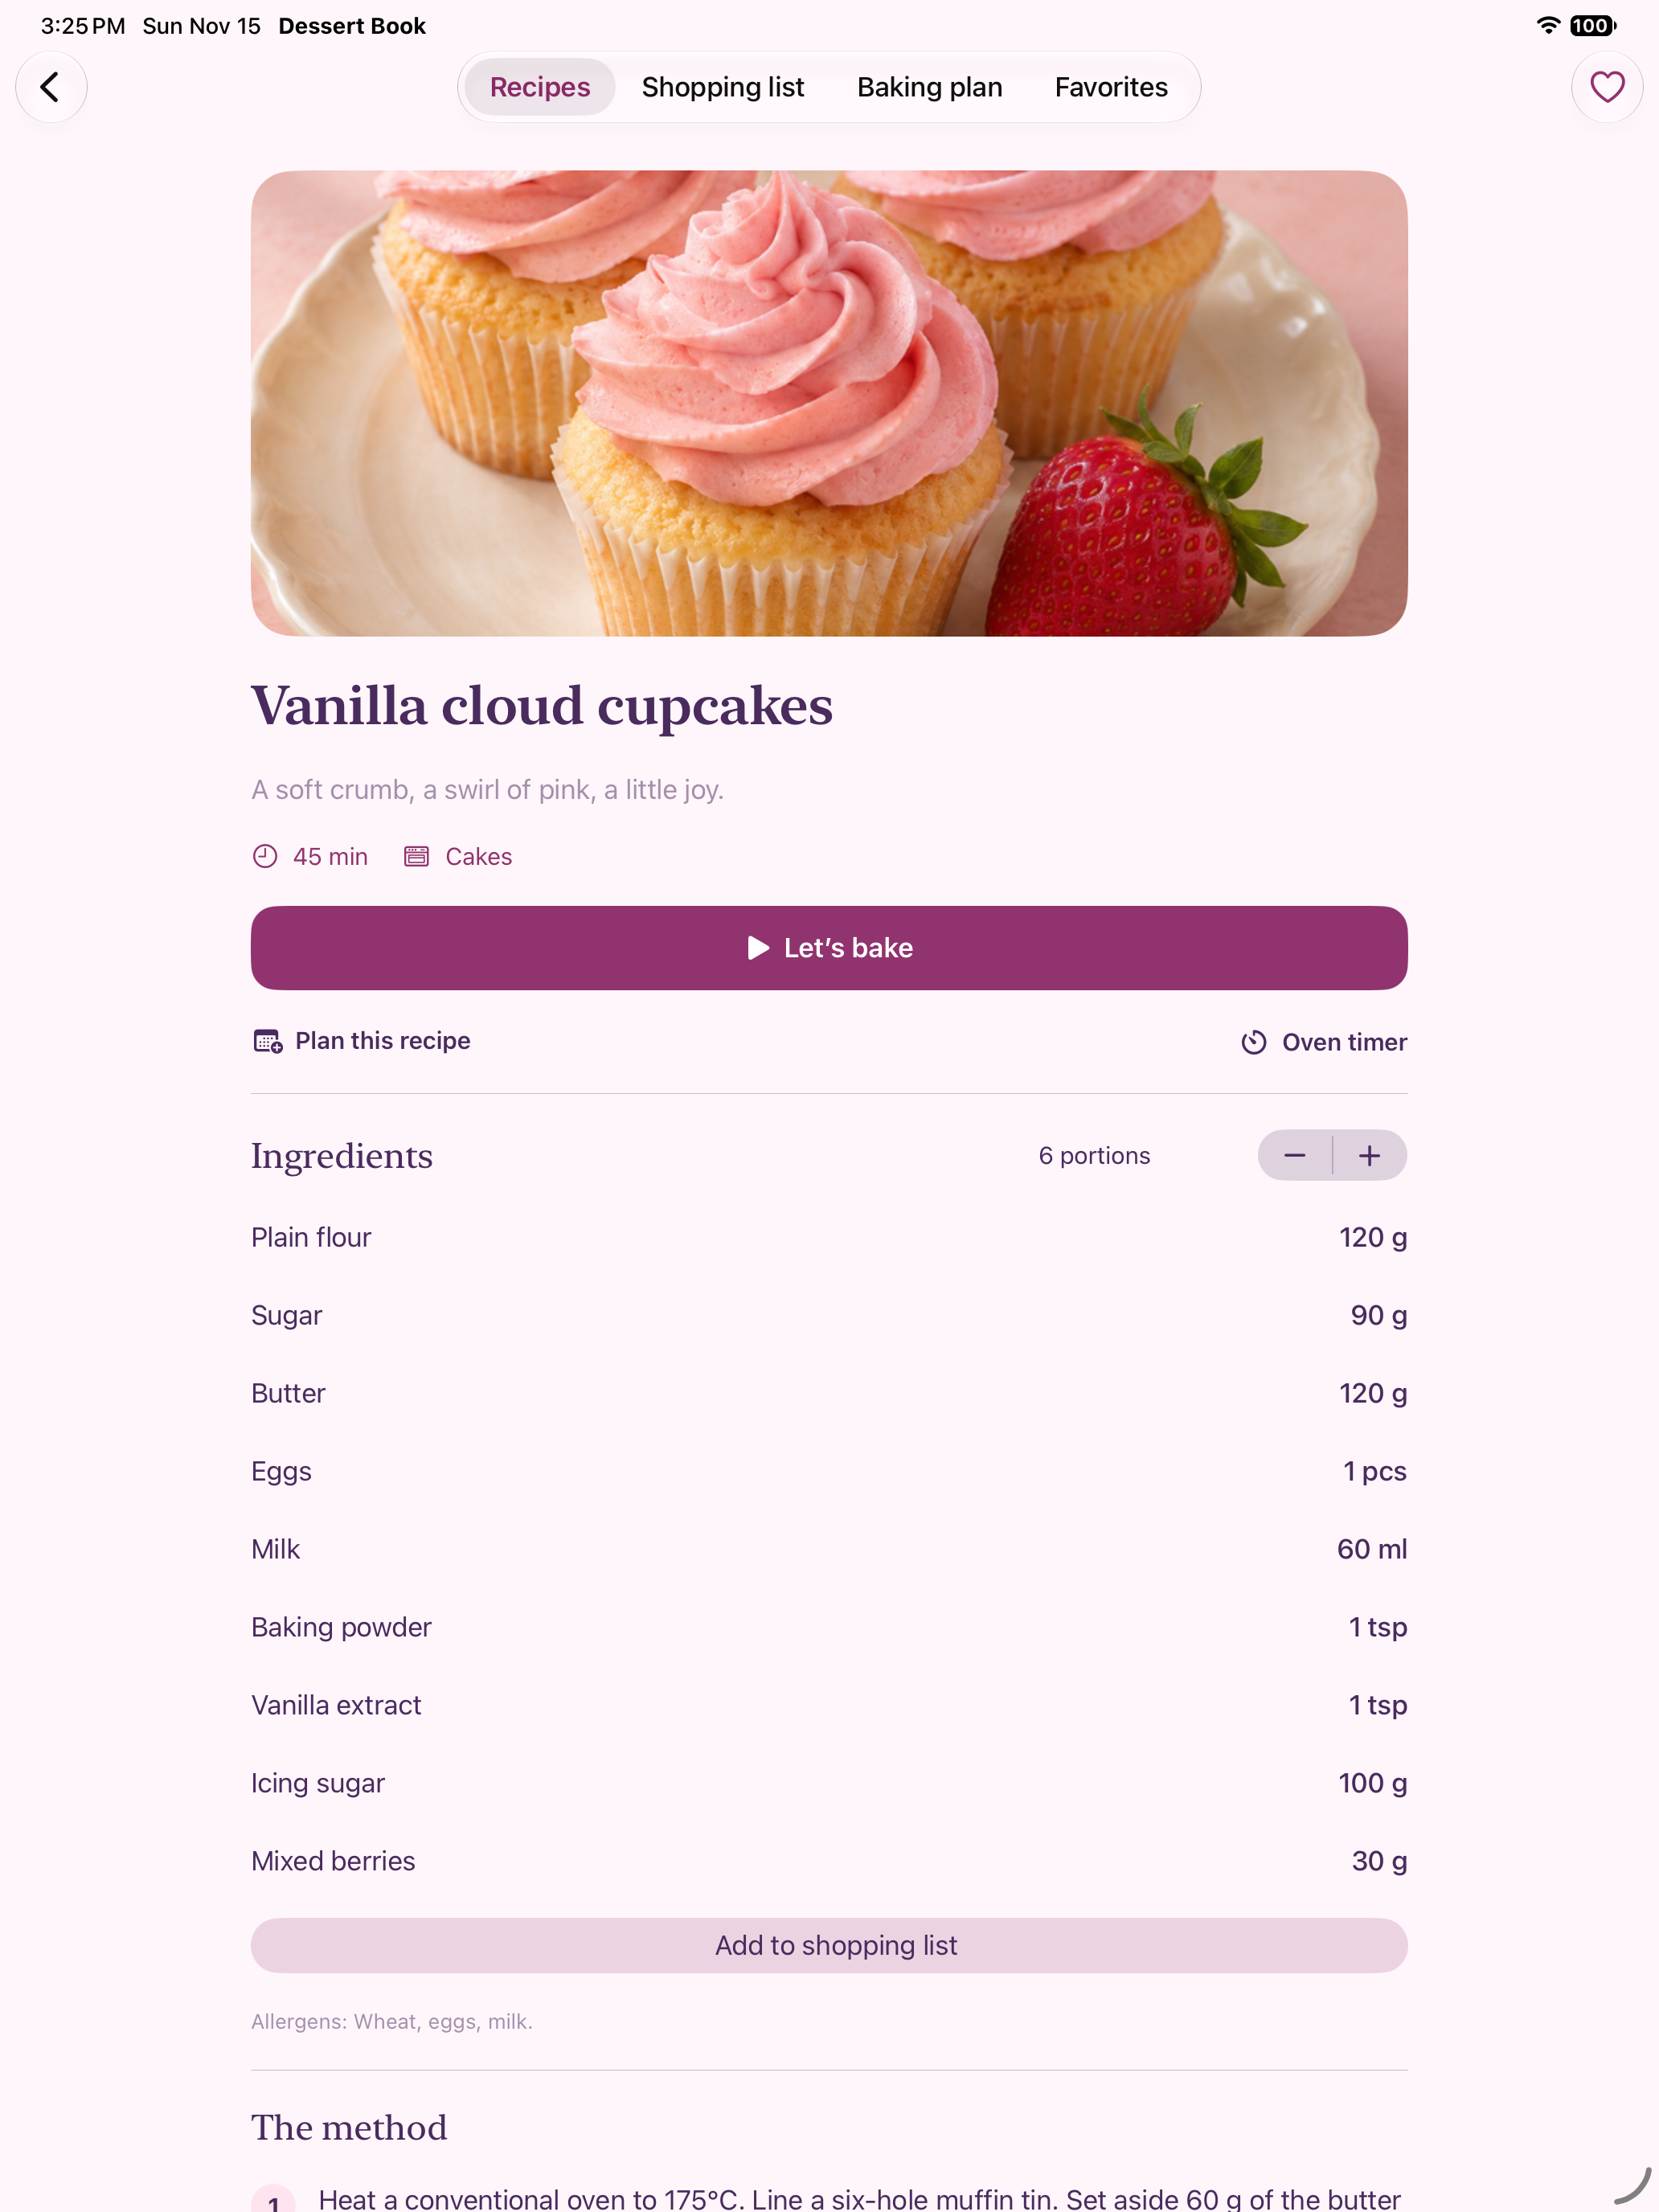 3:25 PM Sun Nov 15 Dessert Book 100
Recipes Shopping list Baking plan Favorites
Vanilla cloud cupcakes
A soft crumb, a swirl of pink, a little joy.
45 min Cakes
Let’s bake
Plan this recipe Oven timer
Ingredients 6 portions
Plain flour 120 g
Sugar 90 g
Butter 120 g
Eggs 1 pcs
Milk 60 ml
Baking powder 1 tsp
Vanilla extract 1 tsp
Icing sugar 100 g
Mixed berries 30 g
Add to shopping list
Allergens: Wheat, eggs, milk.
The method
1 Heat a conventional oven to 175°C. Line a six-hole muffin tin. Set aside 60 g of the butter